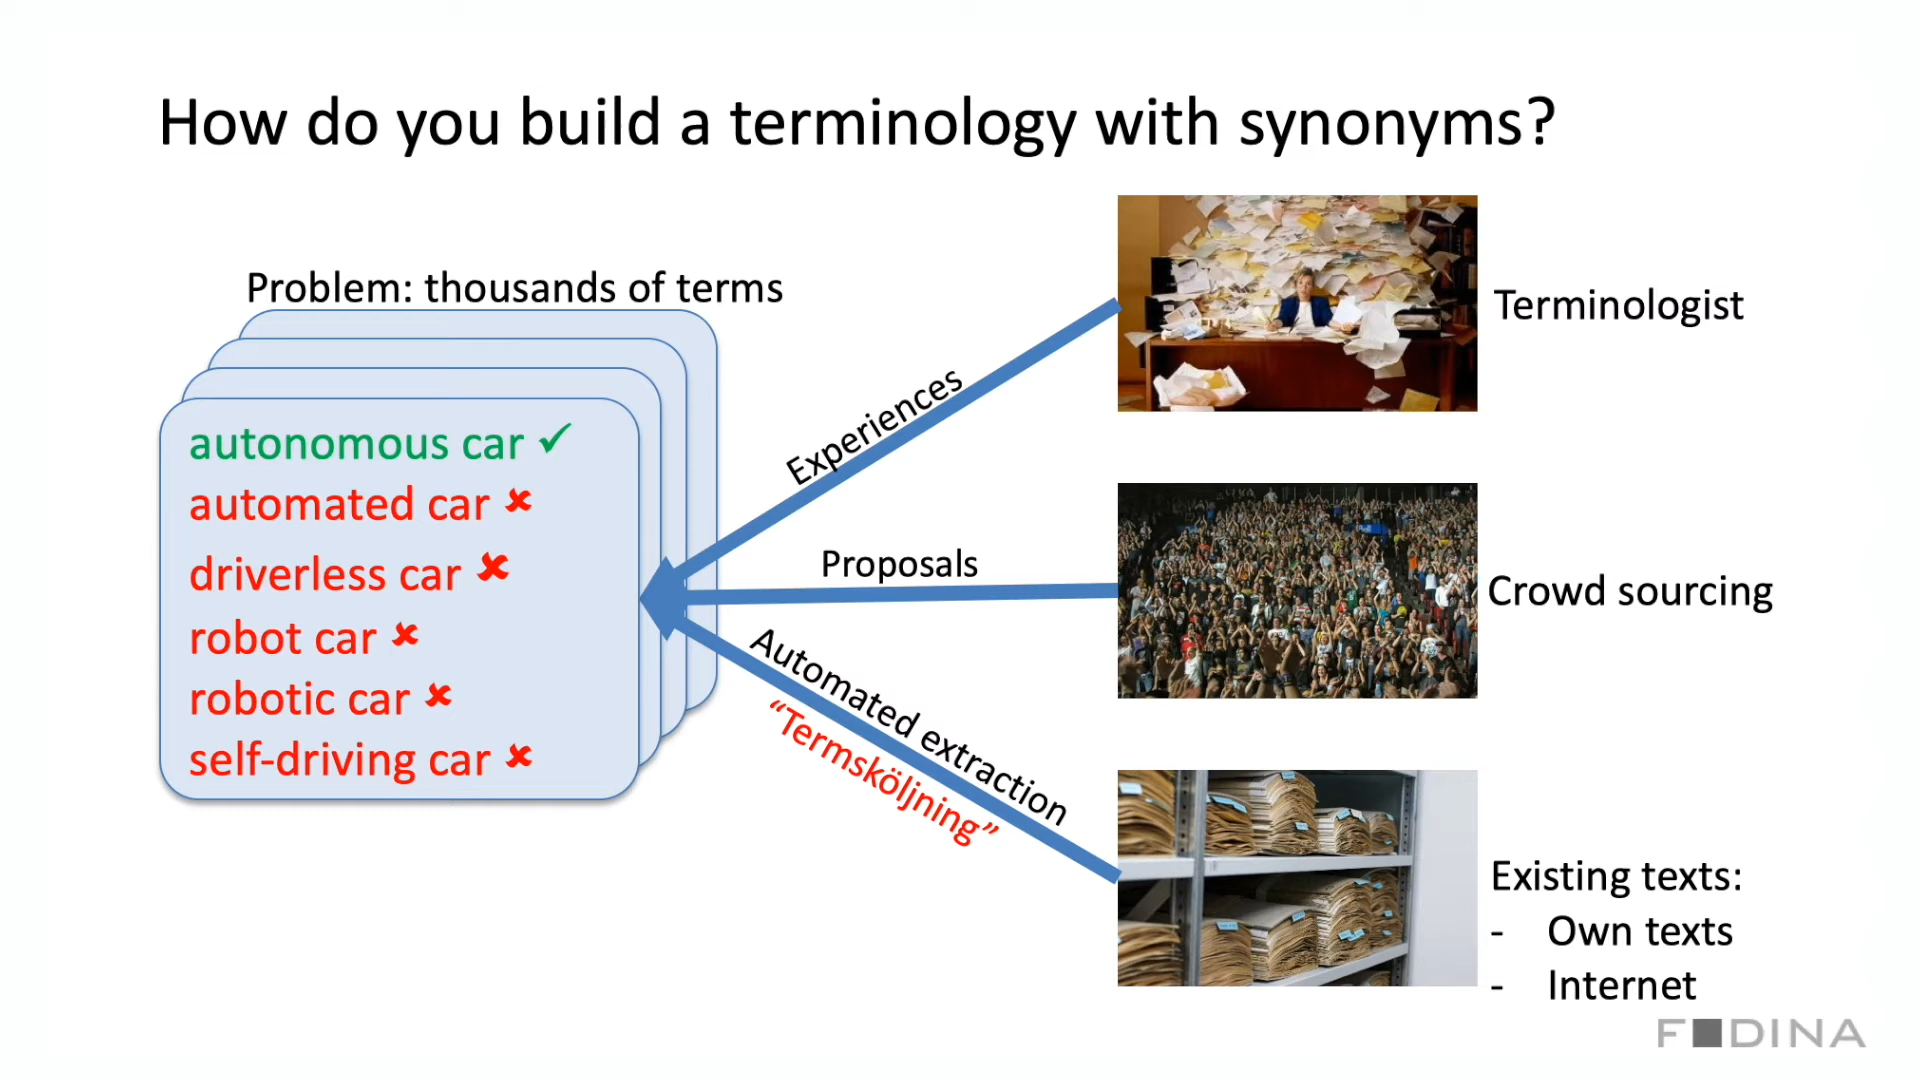 How do you build a terminology with synonyms?
Problem: thousands of terms
autonomous car ✓
automated car ✘
driverless car ✘
robot car ✘
robotic car ✘
self-driving car ✘
Experiences
Terminologist
Proposals
Crowd sourcing
Automated extraction
“Termsköljning”
Existing texts:
- Own texts
- Internet
FODINA